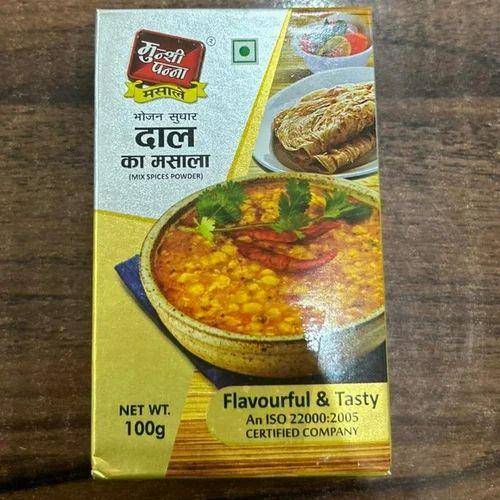 मुन्शी
पन्ना
®
मसाले
भोजन सुधार
दाल
का मसाला
(MIX SPICES POWDER)
NET WT.
100g
Flavourful & Tasty
An ISO 22000:2005
CERTIFIED COMPANY